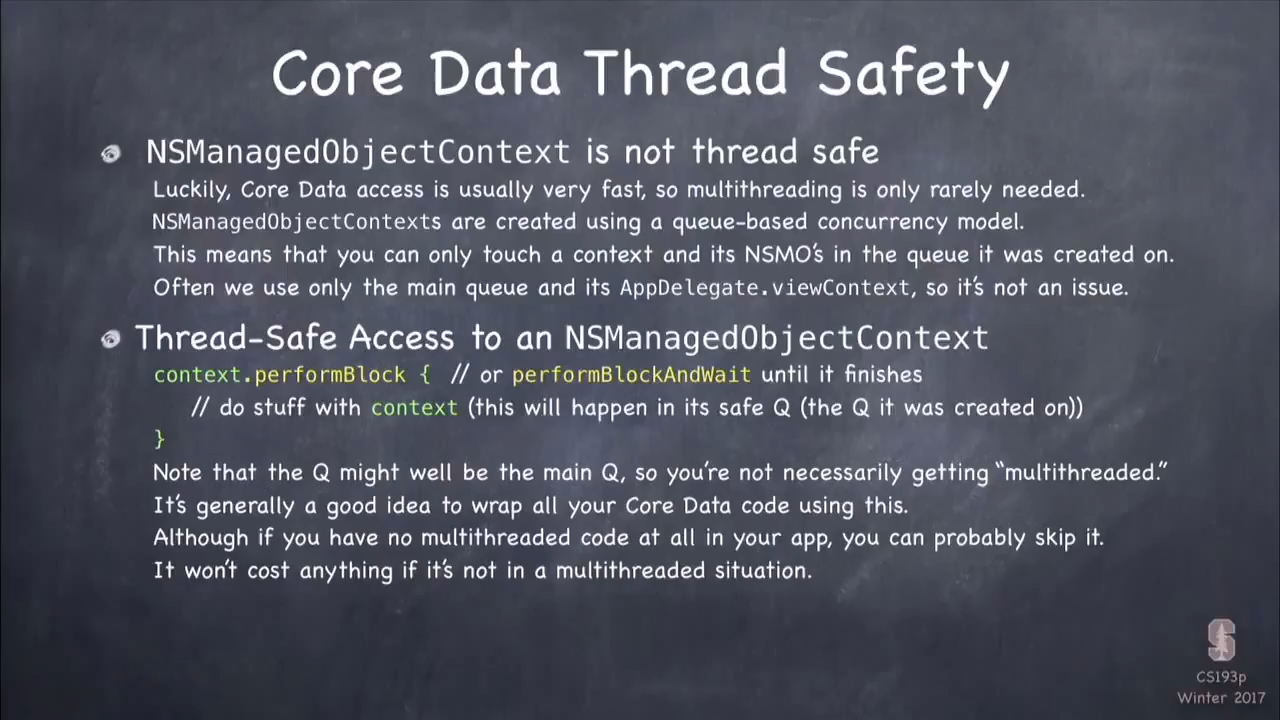 Core Data Thread Safety
NSManagedObjectContext is not thread safe
Luckily, Core Data access is usually very fast, so multithreading is only rarely needed.
NSManagedObjectContexts are created using a queue-based concurrency model.
This means that you can only touch a context and its NSMO's in the queue it was created on.
Often we use only the main queue and its AppDelegate.viewContext, so it's not an issue.
Thread-Safe Access to an NSManagedObjectContext
context.performBlock { // or performBlockAndWait until it finishes
// do stuff with context (this will happen in its safe Q (the Q it was created on))
}
Note that the Q might well be the main Q, so you're not necessarily getting “multithreaded.”
It's generally a good idea to wrap all your Core Data code using this.
Although if you have no multithreaded code at all in your app, you can probably skip it.
It won't cost anything if it's not in a multithreaded situation.
S
CS193p
Winter 2017